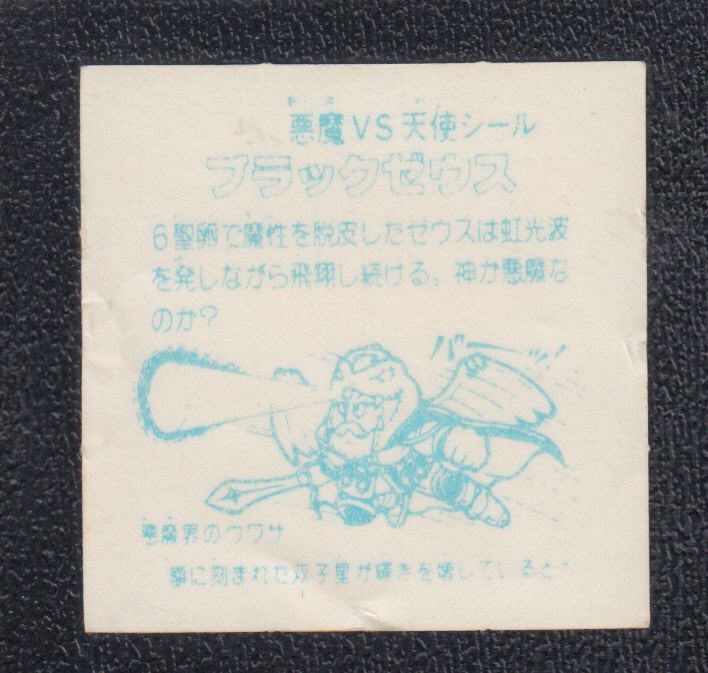 悪魔VS天使シール
ブラックゼウス
6聖卵で魔性を脱皮したゼウスは虹光波
を発しながら飛翔し続ける。神か悪魔な
のか?
バーン!
悪魔界のウワサ
額に刻まれた双子星が輝きを壊していると